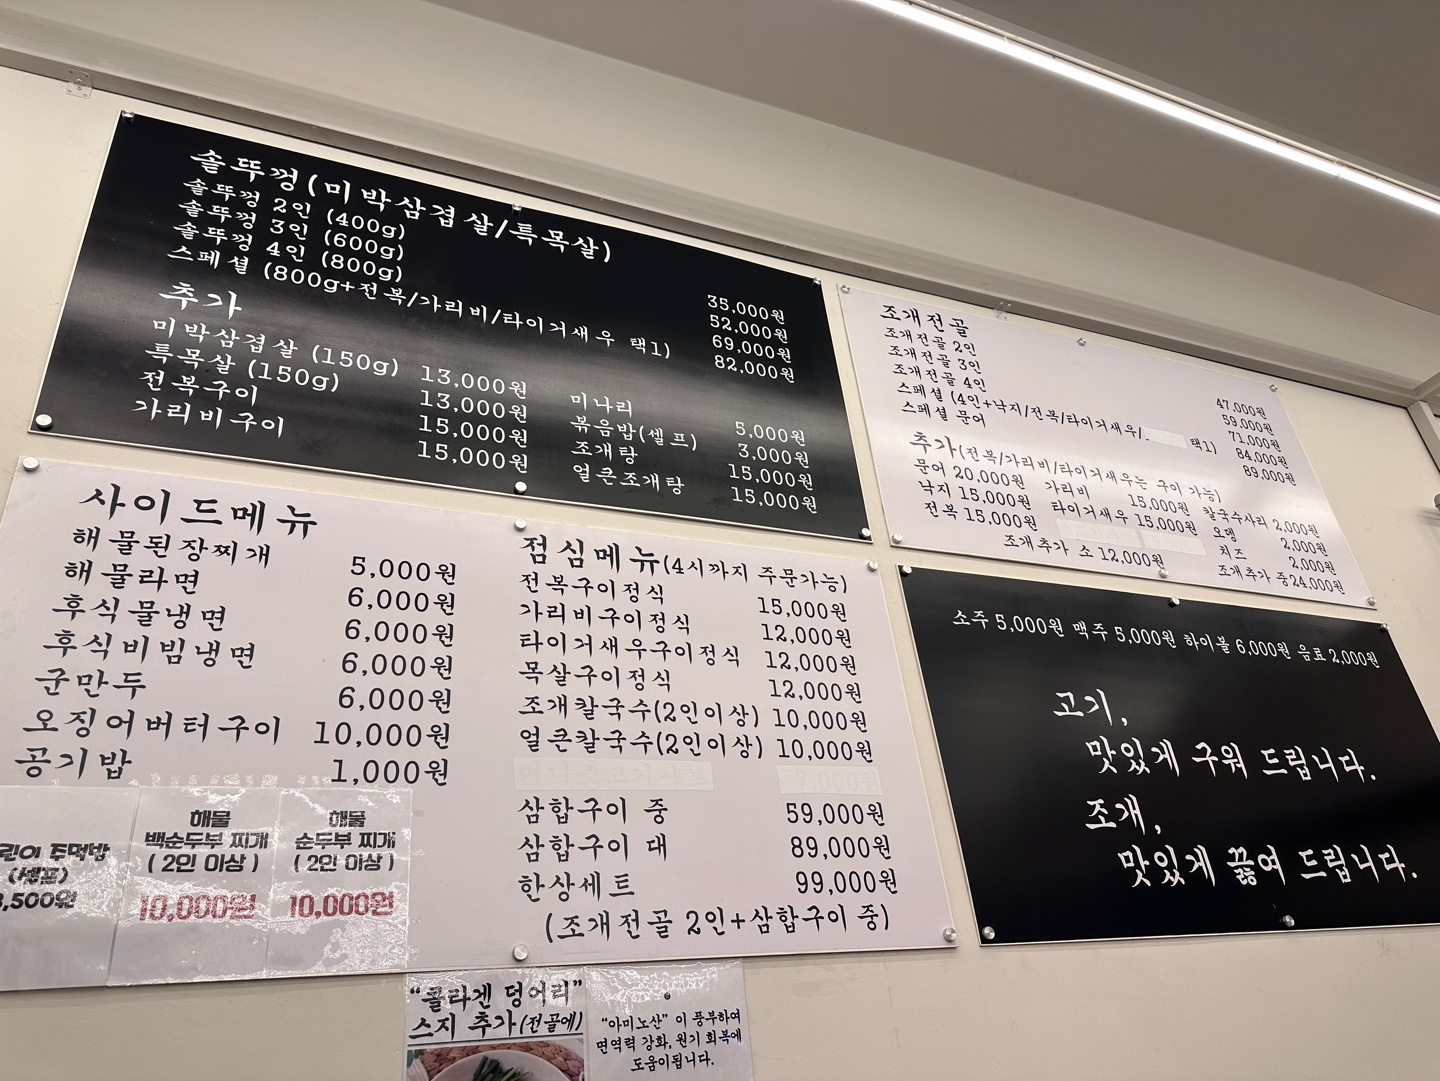 솥뚜껑(미박삼겹살/특목살)
솥뚜껑 2인 (400g) 35,000원
솥뚜껑 3인 (600g) 52,000원
솥뚜껑 4인 (800g) 69,000원
스페셜 (800g+전복/가리비/타이거새우 택1) 82,000원
추가
미박삼겹살 (150g) 13,000원 미나리 5,000원
특목살 (150g) 13,000원 볶음밥(셀프) 3,000원
전복구이 15,000원 조개탕 15,000원
가리비구이 15,000원 얼큰조개탕 15,000원
조개전골
조개전골 2인 47,000원
조개전골 3인 59,000원
조개전골 4인 71,000원
스페셜 (4인+낙지/전복/타이거새우/ 택1) 84,000원
스페셜 문어 89,000원
추가(전복/가리비/타이거새우는 구이 가능)
문어 20,000원 가리비 15,000원 칼국수사리 2,000원
낙지 15,000원 타이거새우 15,000원 오뎅 2,000원
전복 15,000원 치즈 2,000원
조개추가 소 12,000원 조개추가 중24,000원
사이드메뉴
해물된장찌개 5,000원
해물라면 6,000원
후식물냉면 6,000원
후식비빔냉면 6,000원
군만두 6,000원
오징어버터구이 10,000원
공기밥 1,000원
린이 주먹밥
(셀프)
,500원
해물
백순두부 찌개
( 2인 이상 )
10,000원
해물
순두부 찌개
( 2인 이상 )
10,000원
점심메뉴(4시까지 주문가능)
전복구이정식 15,000원
가리비구이정식 12,000원
타이거새우구이정식 12,000원
목살구이정식 12,000원
조개칼국수(2인이상) 10,000원
얼큰칼국수(2인이상) 10,000원
삼합구이 중 59,000원
삼합구이 대 89,000원
한상세트 99,000원
(조개전골 2인+삼합구이 중)
소주 5,000원 맥주 5,000원 하이볼 6,000원 음료 2,000원
고기,
맛있게 구워 드립니다.
조개,
맛있게 끓여 드립니다.
"콜라겐 덩어리"
스지 추가(전골에)
"아미노산" 이 풍부하여
면역력 강화, 원기 회복에
도움이됩니다.